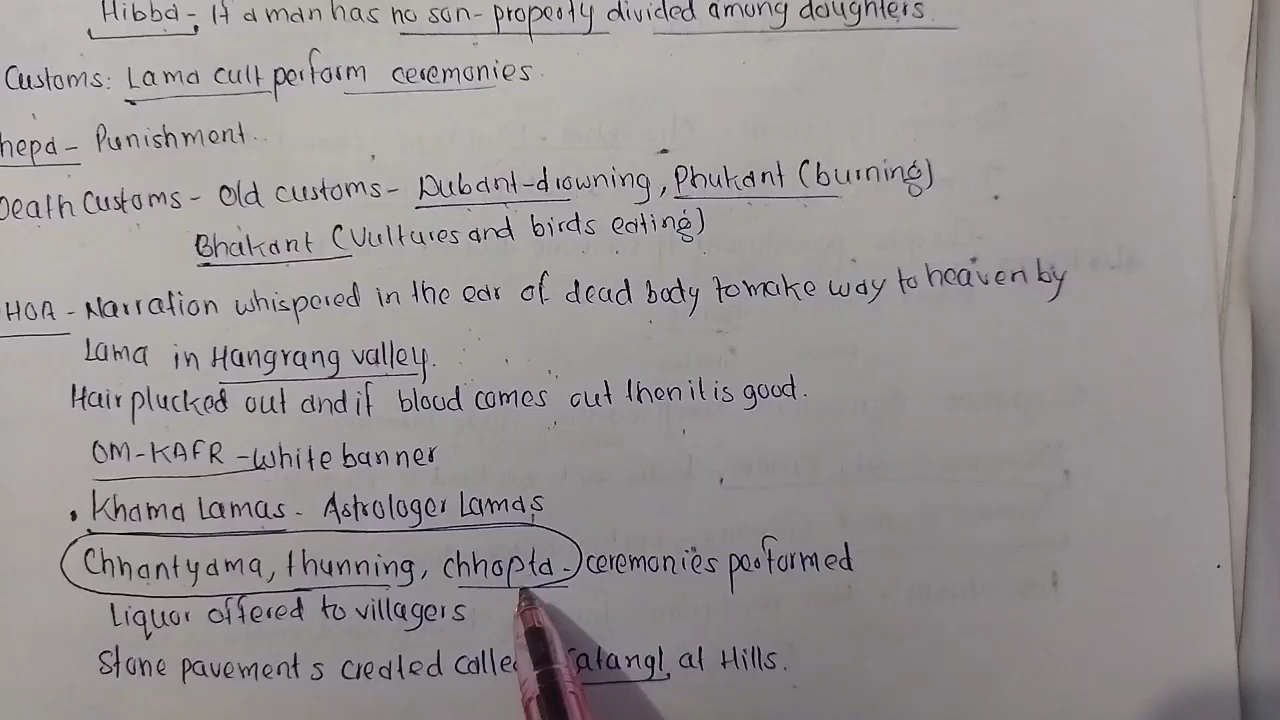 Hibba- If a man has no son- property divided among daughters.
Customs: Lama cult perform ceremonies.
hepa- Punishment..
Death Customs- Old customs- Dubant-drowning, Phukant (burning)
Bhakant (Vultures and birds eating)
HOA- Narration whispered in the ear of dead body to make way to heaven by
Lama in Hangrang valley.
Hair plucked out and if blood comes out then it is good.
OM-KAFR-white banner
• Khama Lamas- Astrologer Lamas
Chhantyama, thunning, chhopta- ceremonies performed
Liquor offered to villagers
Stone pavements created at Hills.